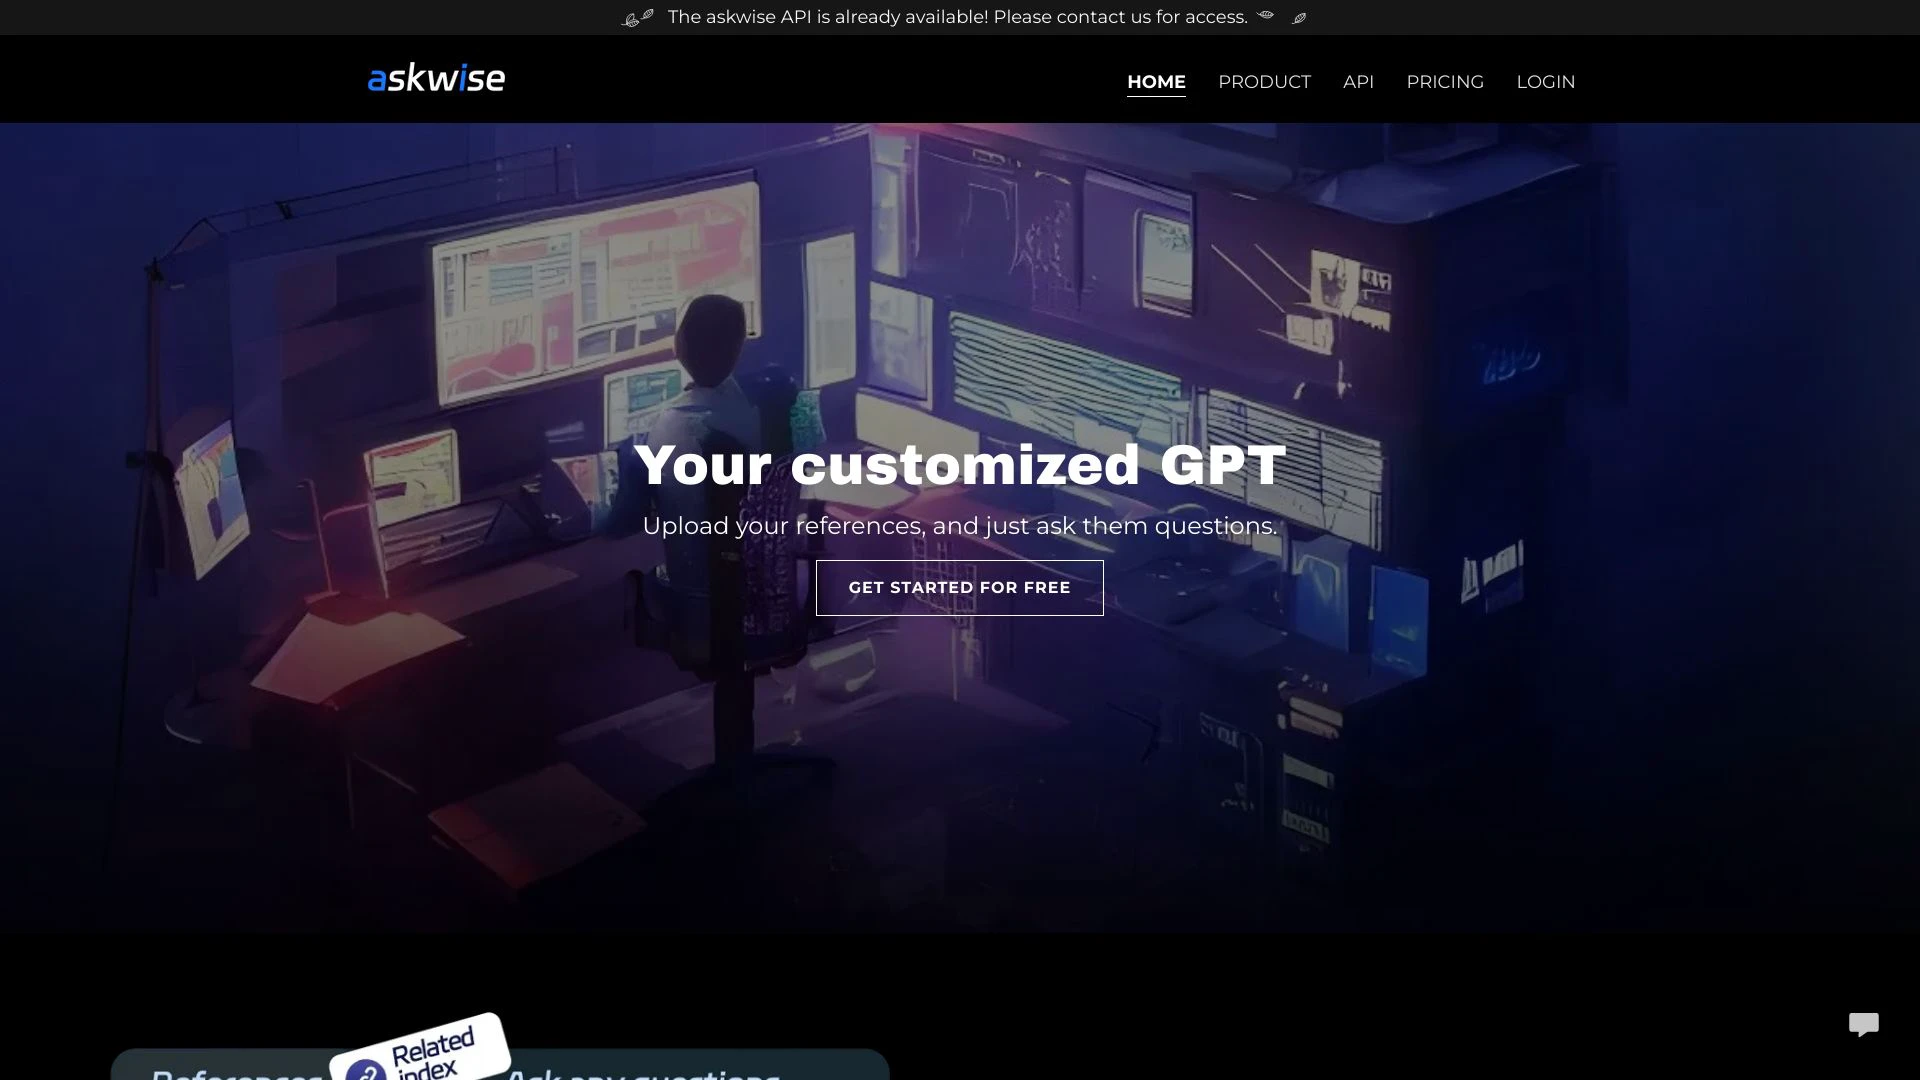 The askwise API is already available! Please contact us for access.
askwise
HOME PRODUCT API PRICING LOGIN
Your customized GPT
Upload your references, and just ask them questions.
GET STARTED FOR FREE
Related
index
References
Ask any questions